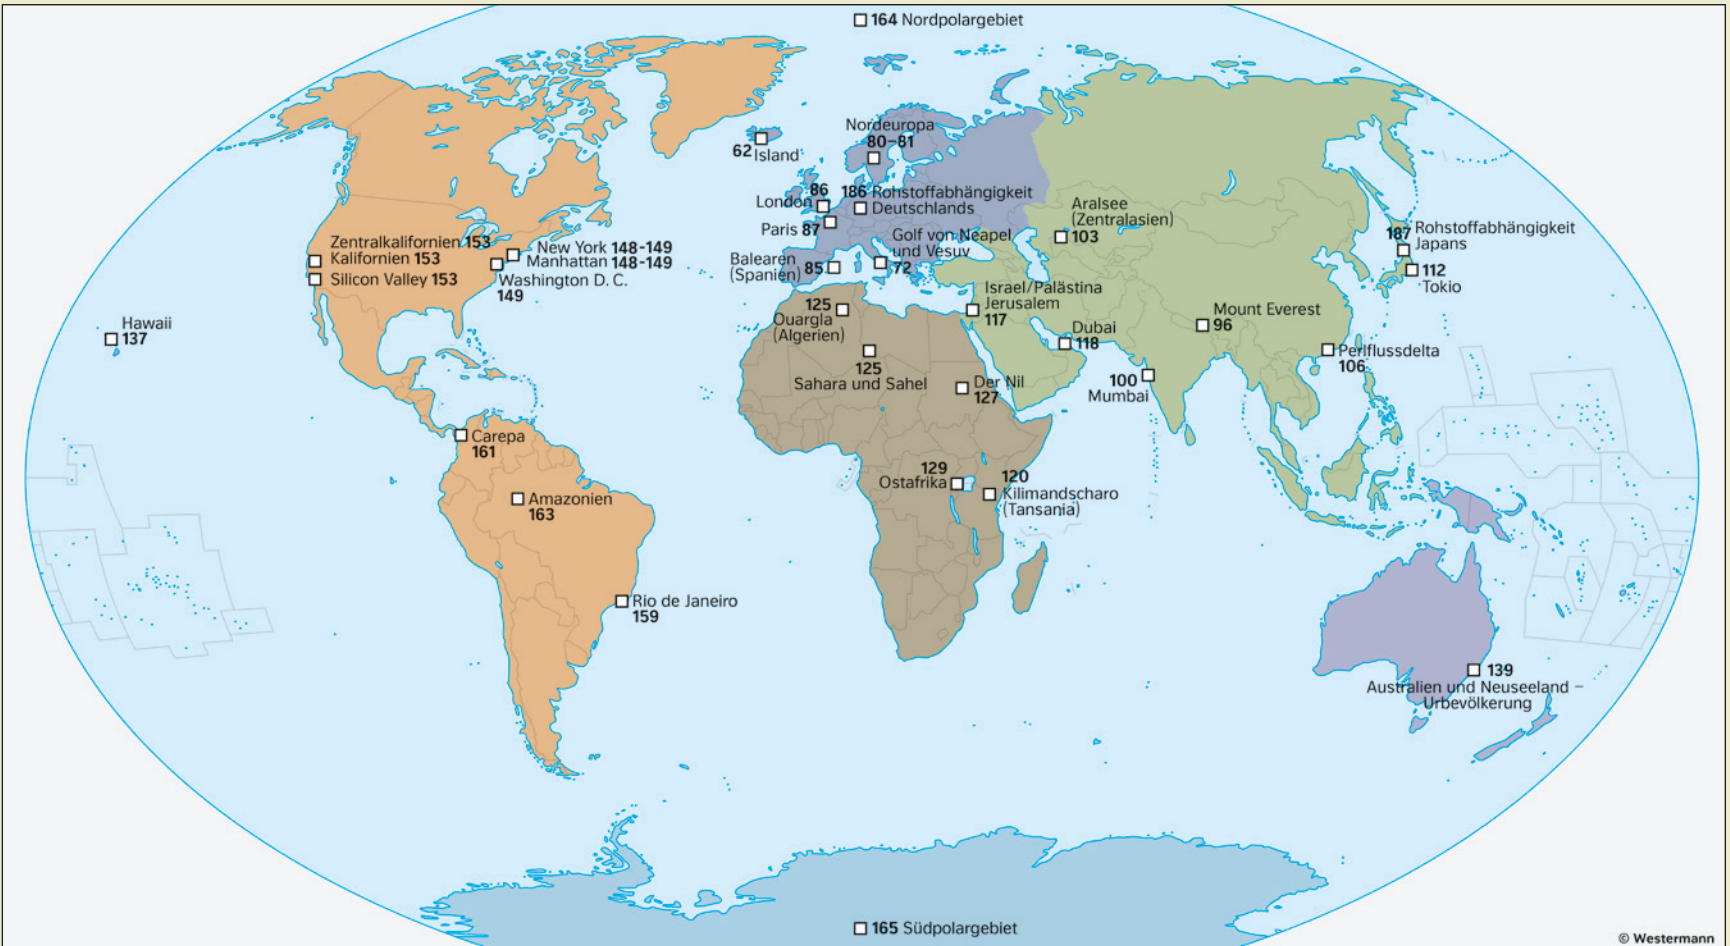 164 Nordpolargebiet
Nordeuropa
80–81
62 Island
86
London
186 Rohstoffabhängigkeit
Deutschlands
Paris 87
Golf von Neapel
und Vesuv
72
Balearen
(Spanien) 85
Aralsee
(Zentralasien)
103
187 Rohstoffabhängigkeit
Japans
112
Tokio
Zentralkalifornien 153
Kalifornien 153
Silicon Valley 153
New York 148-149
Manhattan 148-149
Washington D. C.
149
Hawaii
137
125
Ouargla
(Algerien)
125
Sahara und Sahel
Israel/Palästina
Jerusalem
117
Dubai
118
Der Nil
127
Mount Everest
96
100
Mumbai
Perlflussdelta
106
Carepa
161
Amazonien
163
129
Ostafrika
120
Kilimandscharo
(Tansania)
Rio de Janeiro
159
139
Australien und Neuseeland –
Urbevölkerung
165 Südpolargebiet
© Westermann